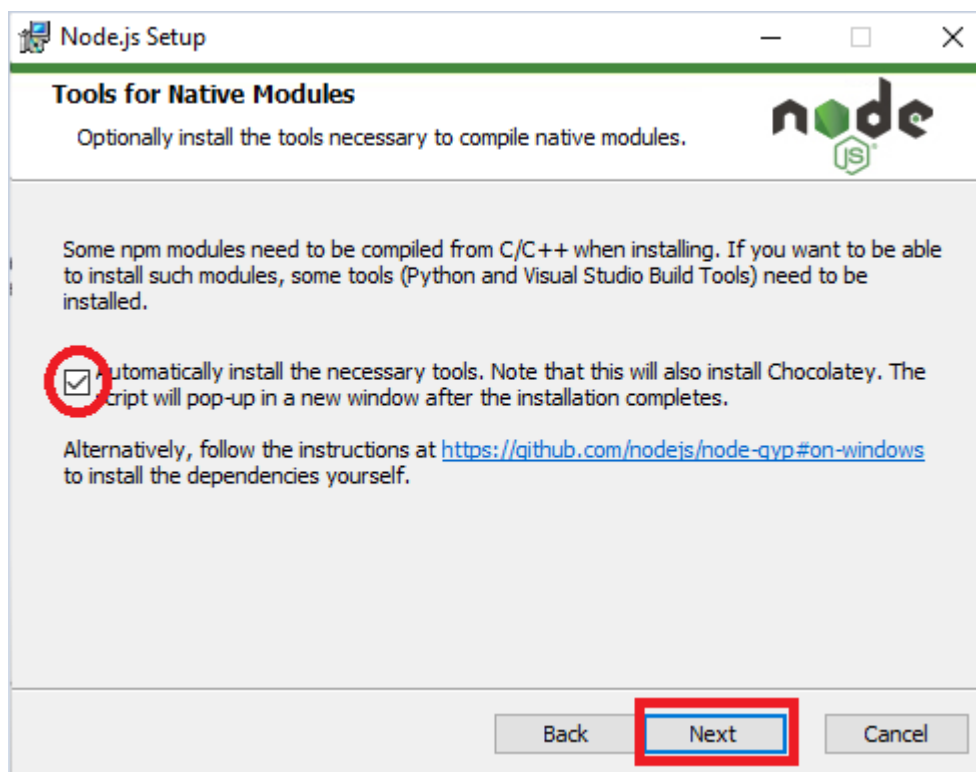 Node.js Setup
Tools for Native Modules
Optionally install the tools necessary to compile native modules.
node
JS
Some npm modules need to be compiled from C/C++ when installing. If you want to be able
to install such modules, some tools (Python and Visual Studio Build Tools) need to be
installed.
Automatically install the necessary tools. Note that this will also install Chocolatey. The
script will pop-up in a new window after the installation completes.
Alternatively, follow the instructions at https://github.com/nodejs/node-gyp#on-windows
to install the dependencies yourself.
Back
Next
Cancel